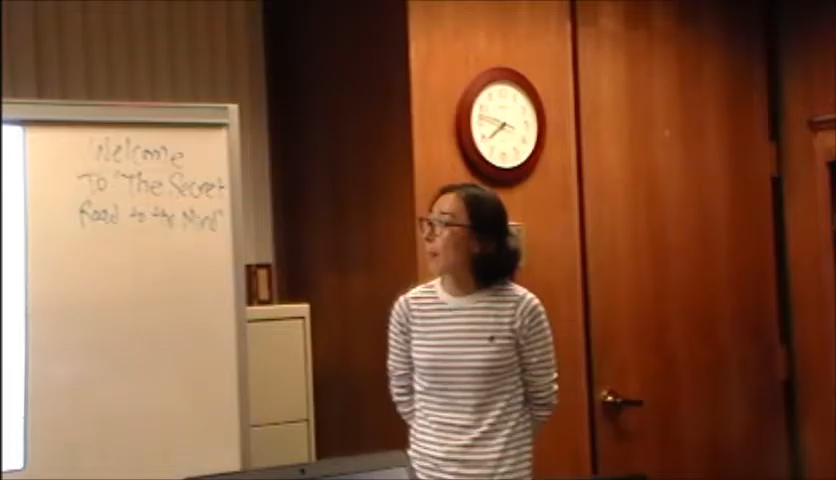 Welcome
To "The Secret
Road to the Mind"